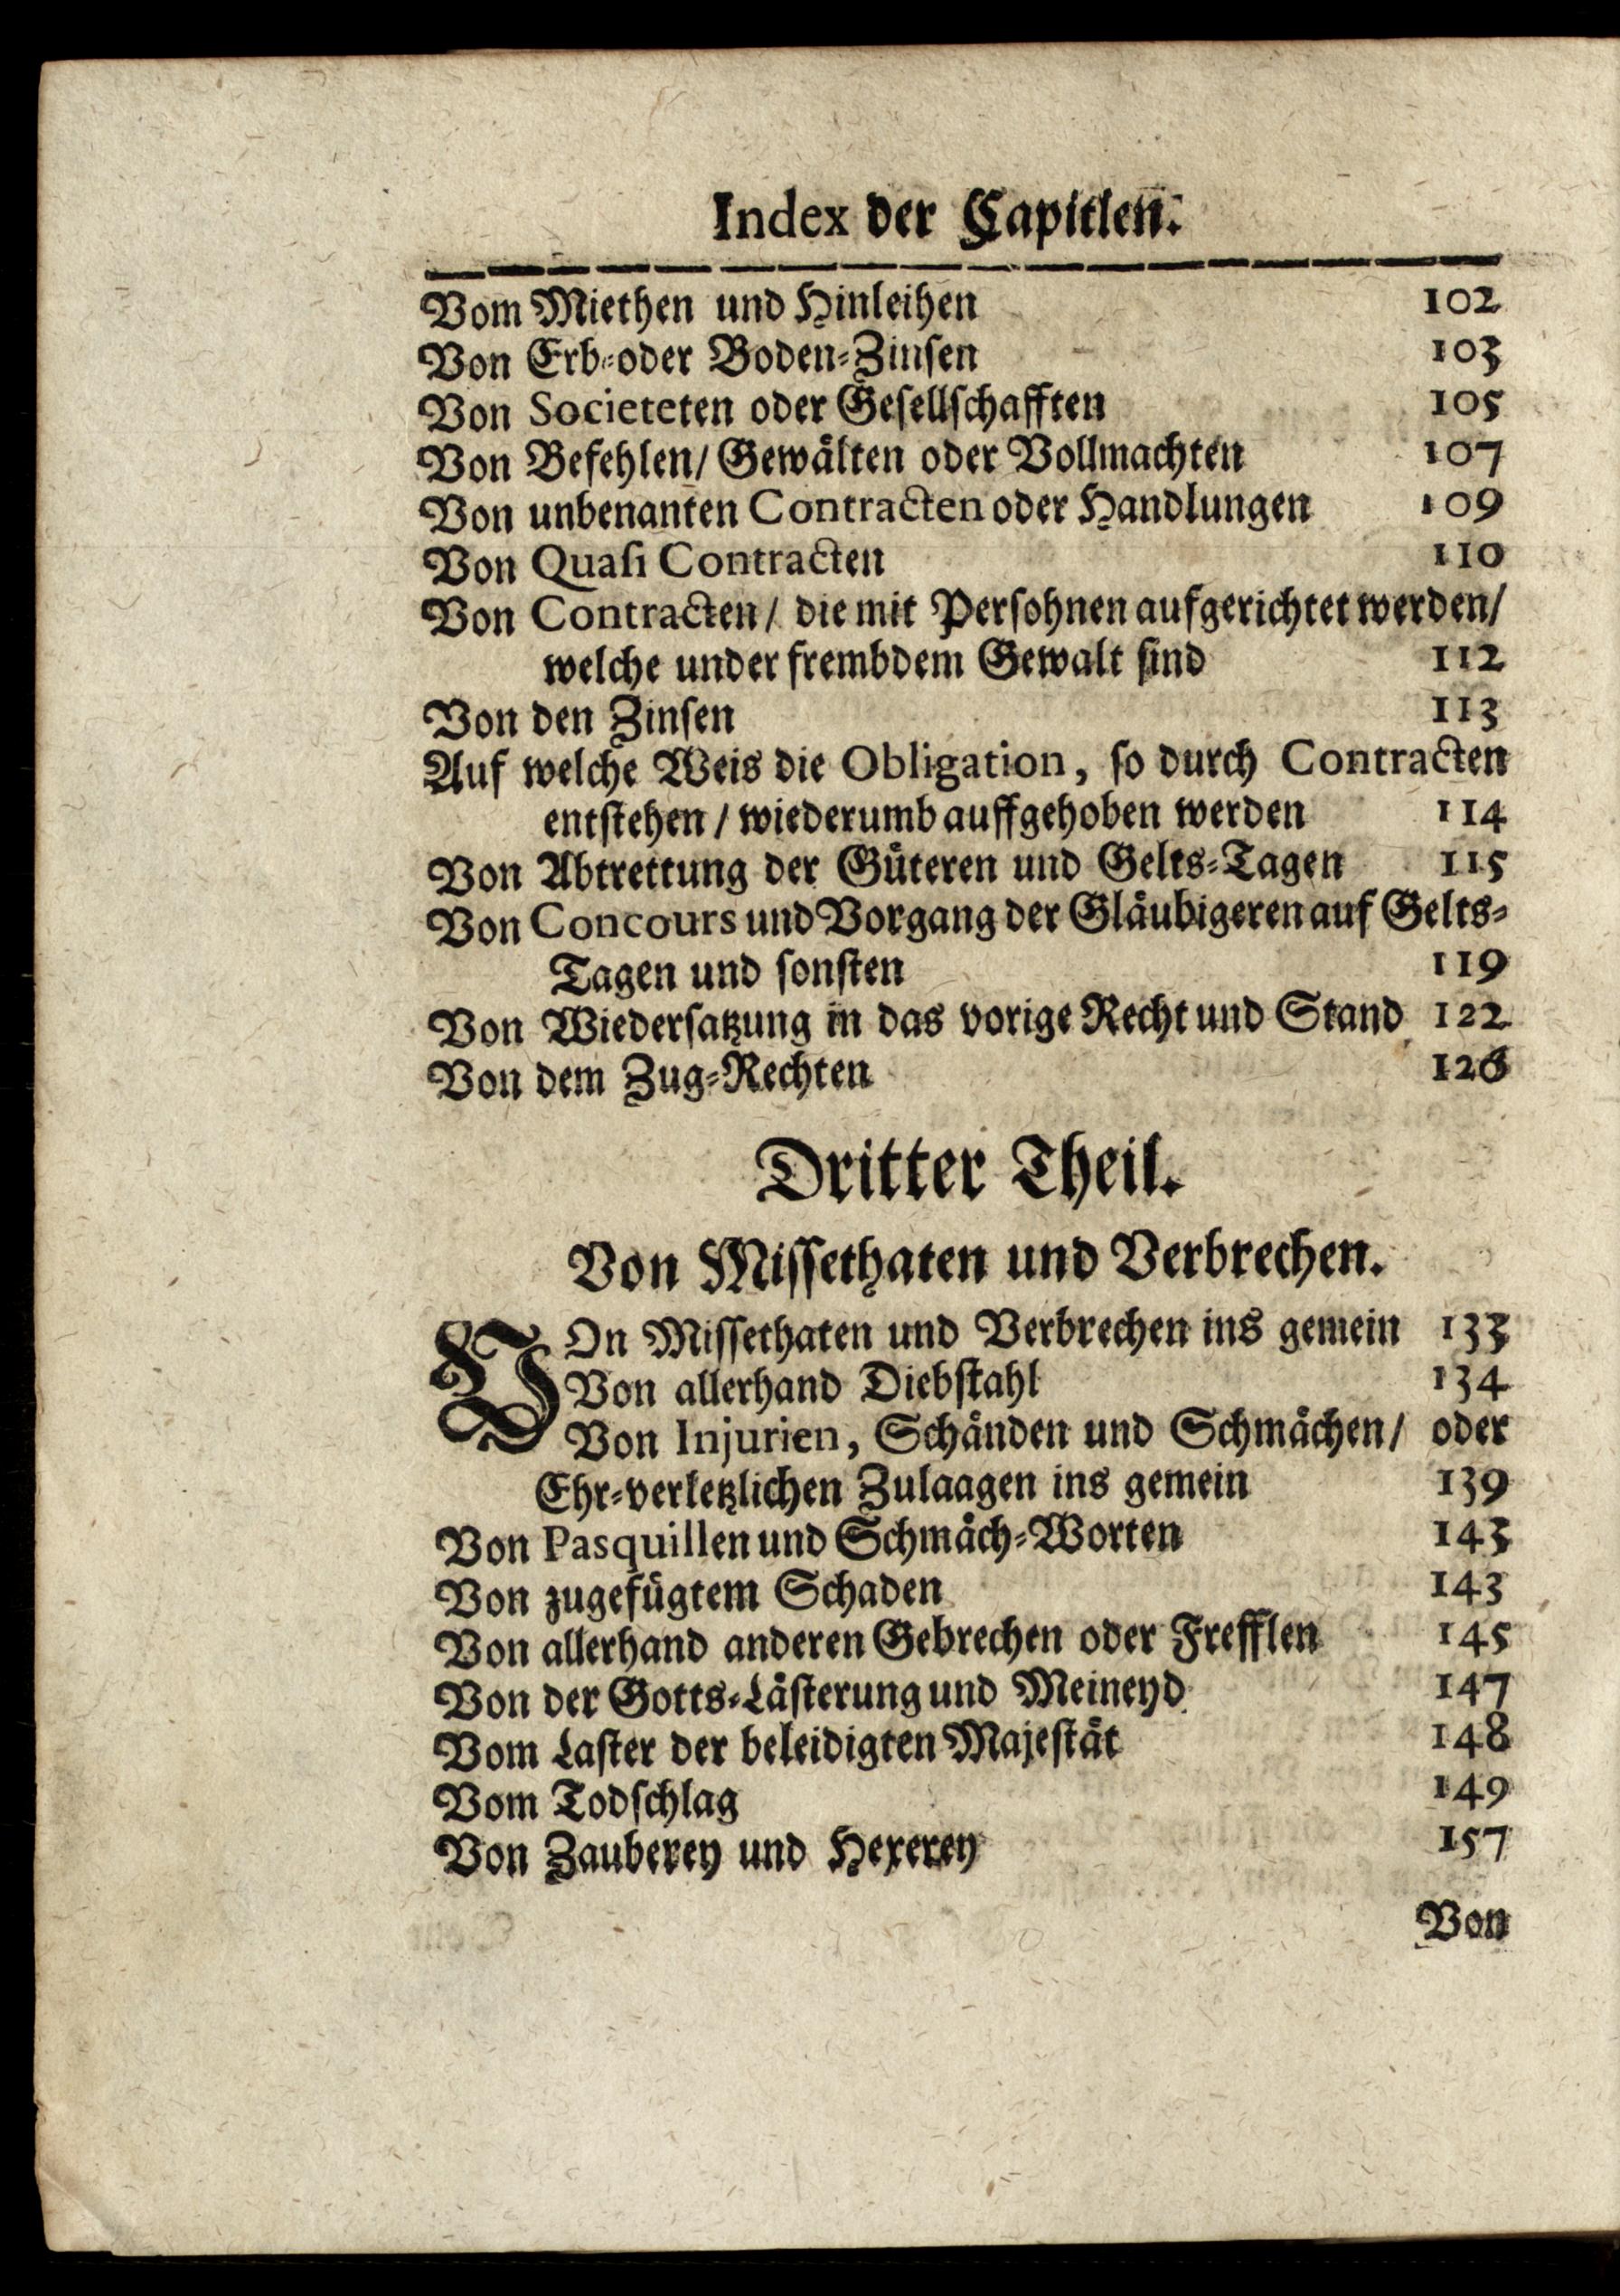 Index der Capitlen.
Vom Miethen und Hinleihen 102
Von Erb- oder Boden-Zinsen 103
Von Societeten oder Gesellschafften 105
Von Befehlen/ Gewälten oder Vollmachten 107
Von unbenanten Contracten oder Handlungen 109
Von Quasi Contracten 110
Von Contracten/ die mit Persohnen aufgerichtet werden/
welche under frembdem Gewalt sind 112
Von den Zinsen 113
Auf welche Weis die Obligation, so durch Contracten
entstehen / wiederumb auffgehoben werden 114
Von Abtrettung der Güteren und Gelts-Tagen 115
Von Concours und Vorgang der Gläubigeren auf Gelts-
Tagen und sonsten 119
Von Wiedersatzung in das vorige Recht und Stand 122
Von dem Zug-Rechten 126
Dritter Theil.
Von Missethaten und Verbrechen.
VOn Missethaten und Verbrechen ins gemein 133
Von allerhand Diebstahl 134
Von Injurien, Schänden und Schmächen/ oder
Ehr-verletzlichen Zulaagen ins gemein 139
Von Pasquillen und Schmäch-Worten 143
Von zugefügtem Schaden 143
Von allerhand anderen Gebrechen oder Frefflen 145
Von der Gotts-Lästerung und Meineyd 147
Vom Laster der beleidigten Majestät 148
Vom Todschlag 149
Von Zauberey und Hexerey 157
Von